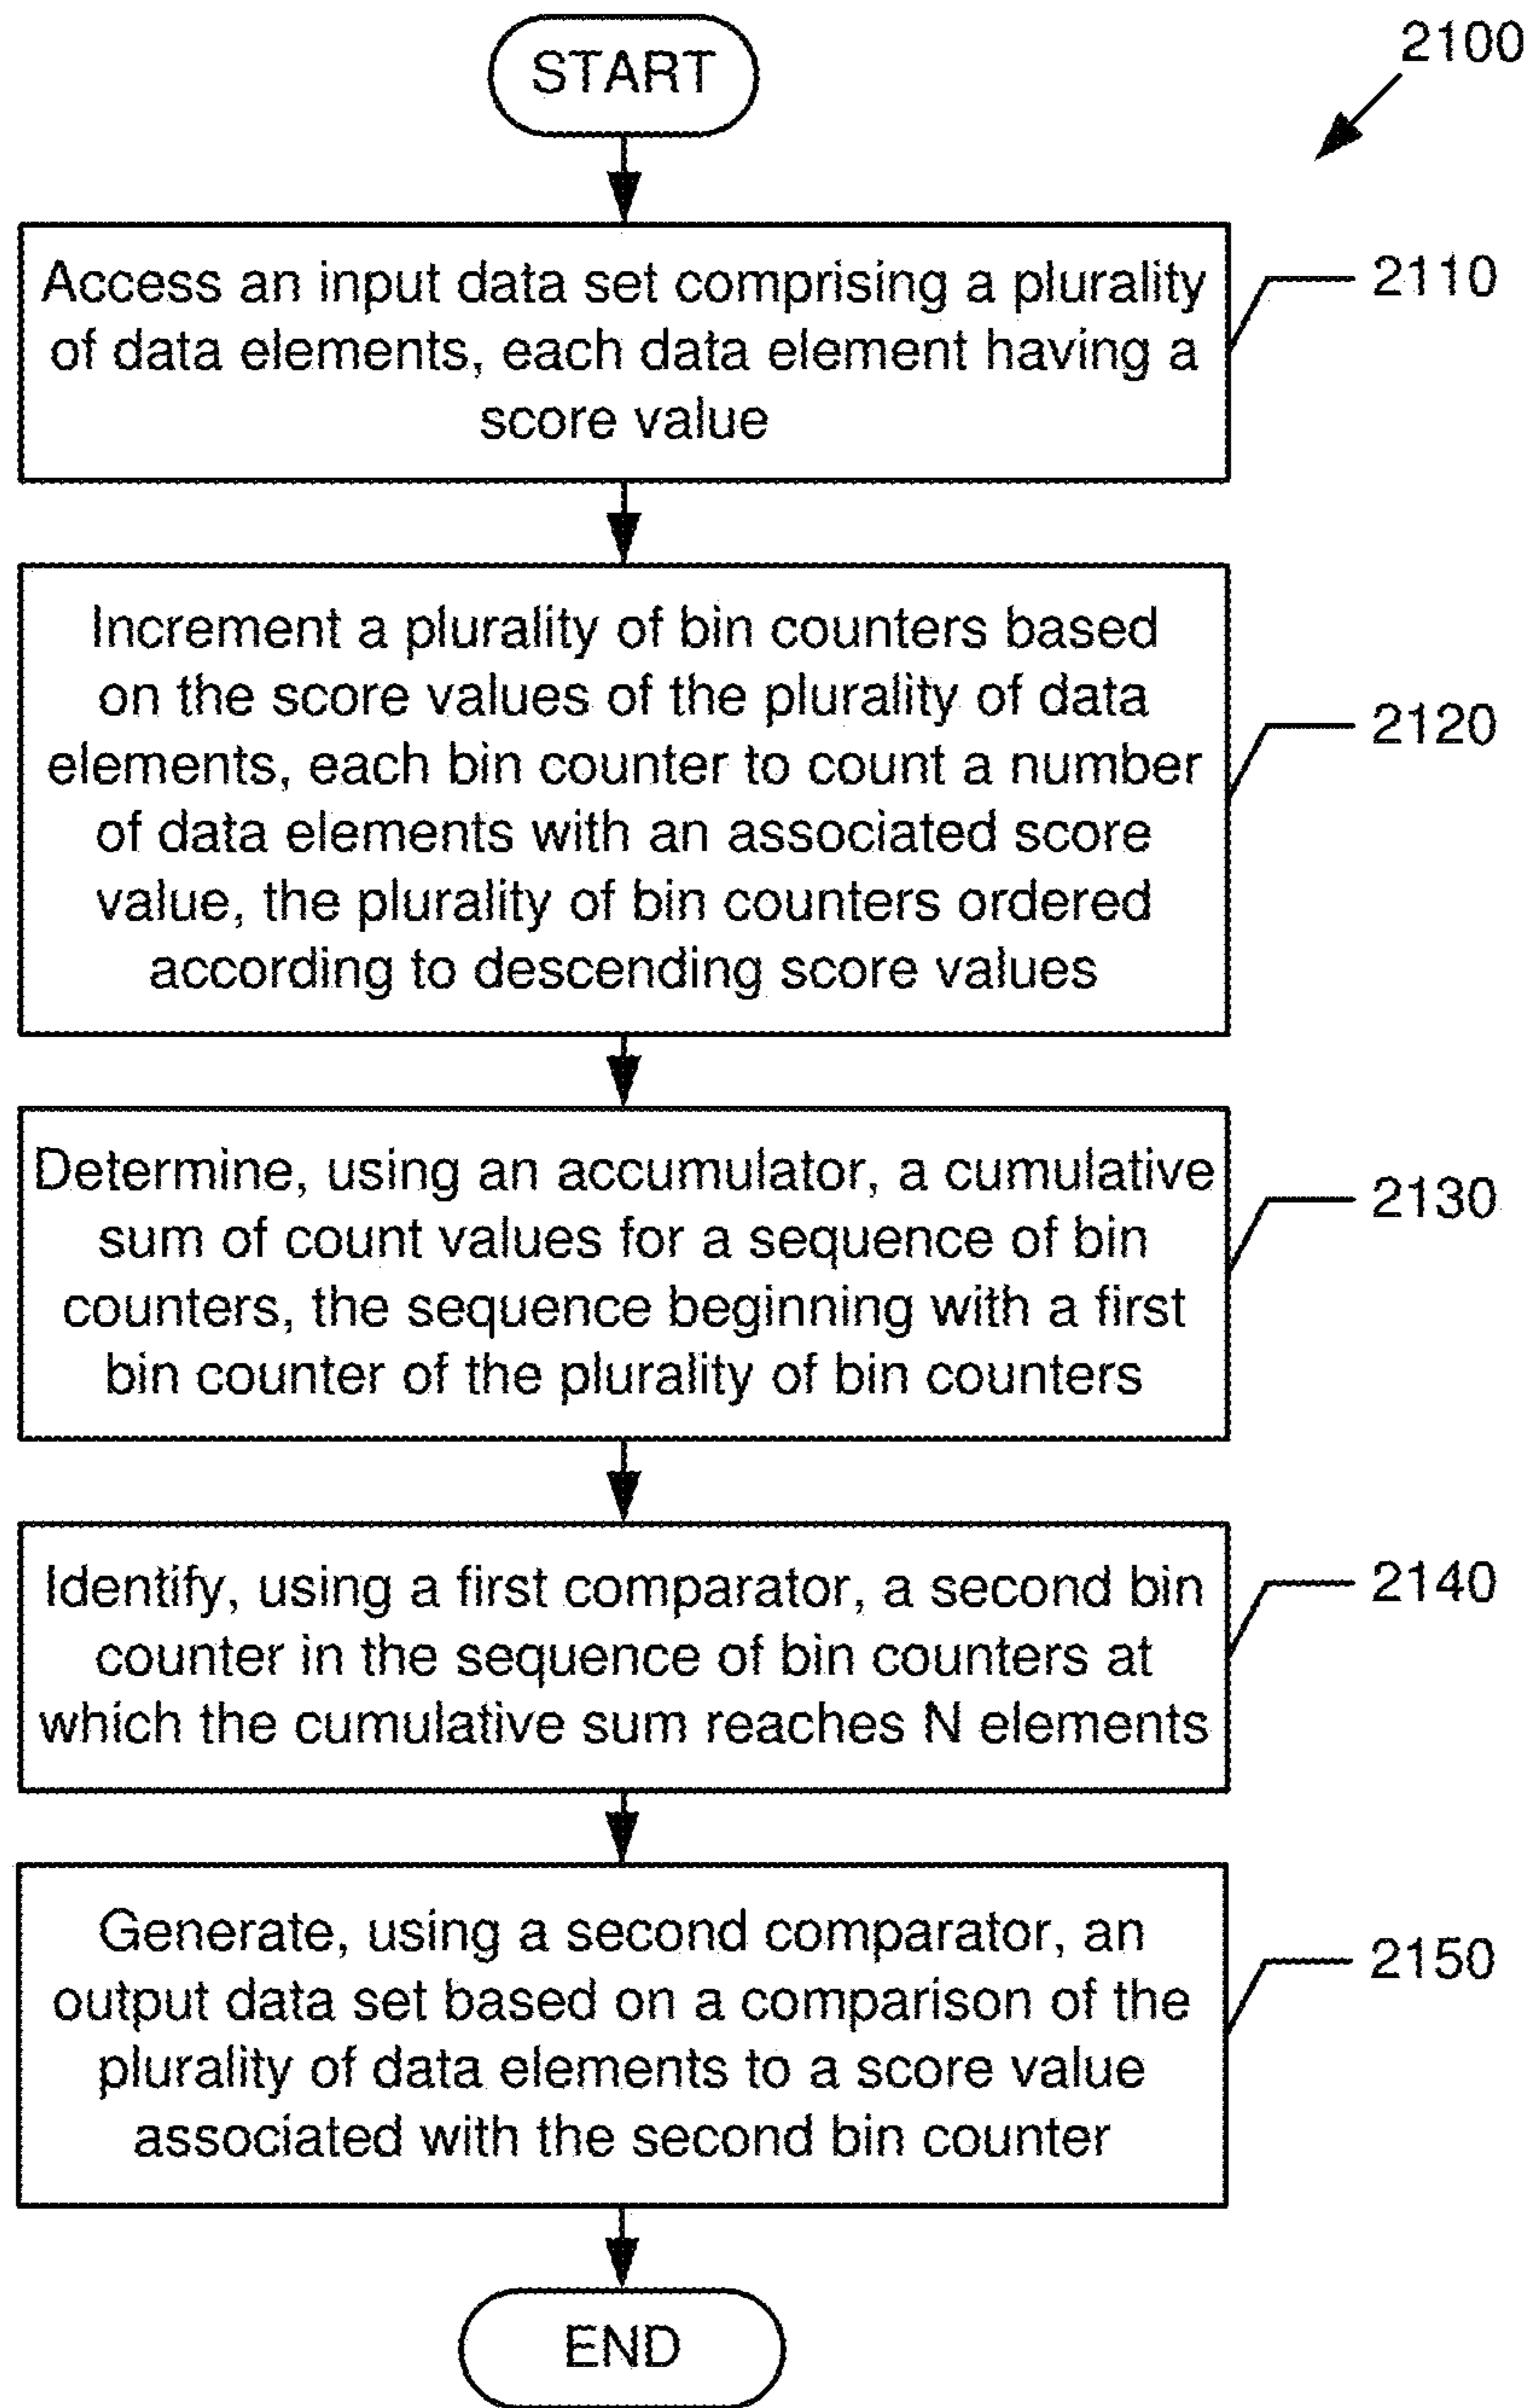 START
2100
Access an input data set comprising a plurality
of data elements, each data element having a
score value
2110
Increment a plurality of bin counters based
on the score values of the plurality of data
elements, each bin counter to count a number
of data elements with an associated score
value, the plurality of bin counters ordered
according to descending score values
2120
Determine, using an accumulator, a cumulative
sum of count values for a sequence of bin
counters, the sequence beginning with a first
bin counter of the plurality of bin counters
2130
Identify, using a first comparator, a second bin
counter in the sequence of bin counters at
which the cumulative sum reaches N elements
2140
Generate, using a second comparator, an
output data set based on a comparison of the
plurality of data elements to a score value
associated with the second bin counter
2150
END